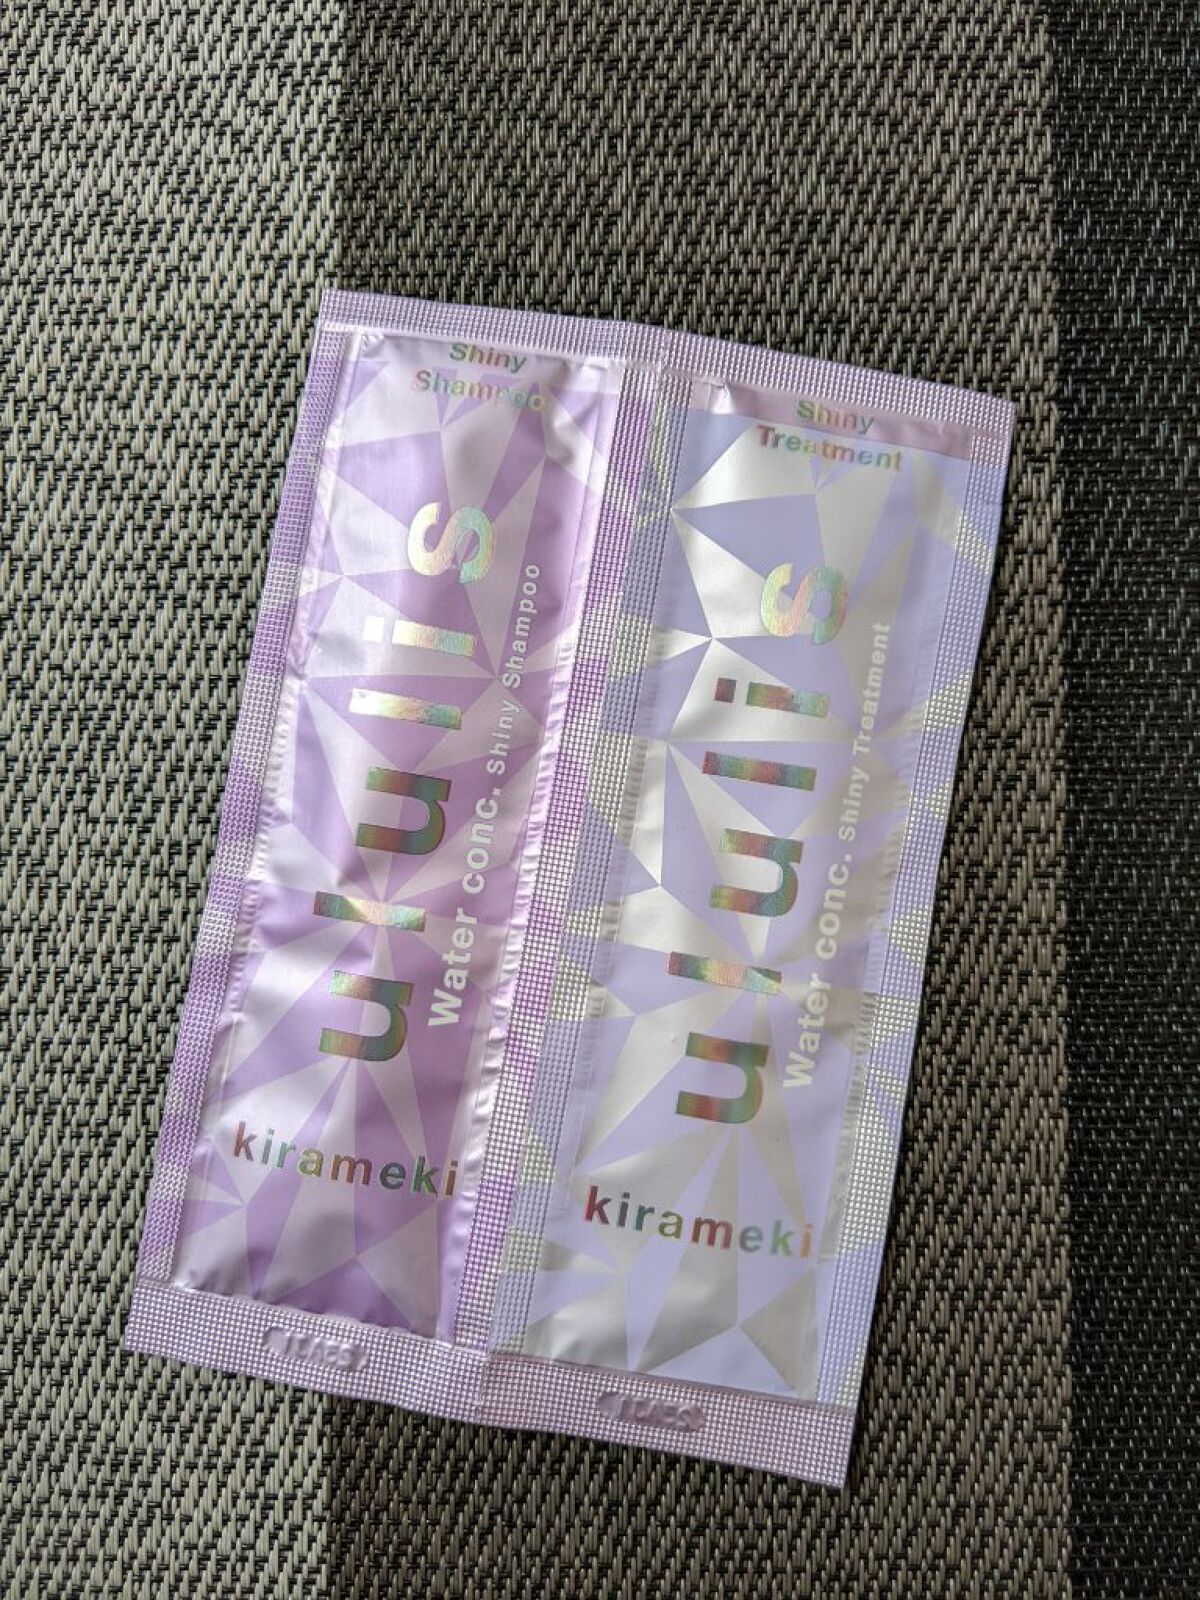 Shiny
Shampoo
ululis
Water conc. Shiny Shampoo
kirameki
Shiny
Treatment
ululis
Water conc. Shiny Treatment
kirameki